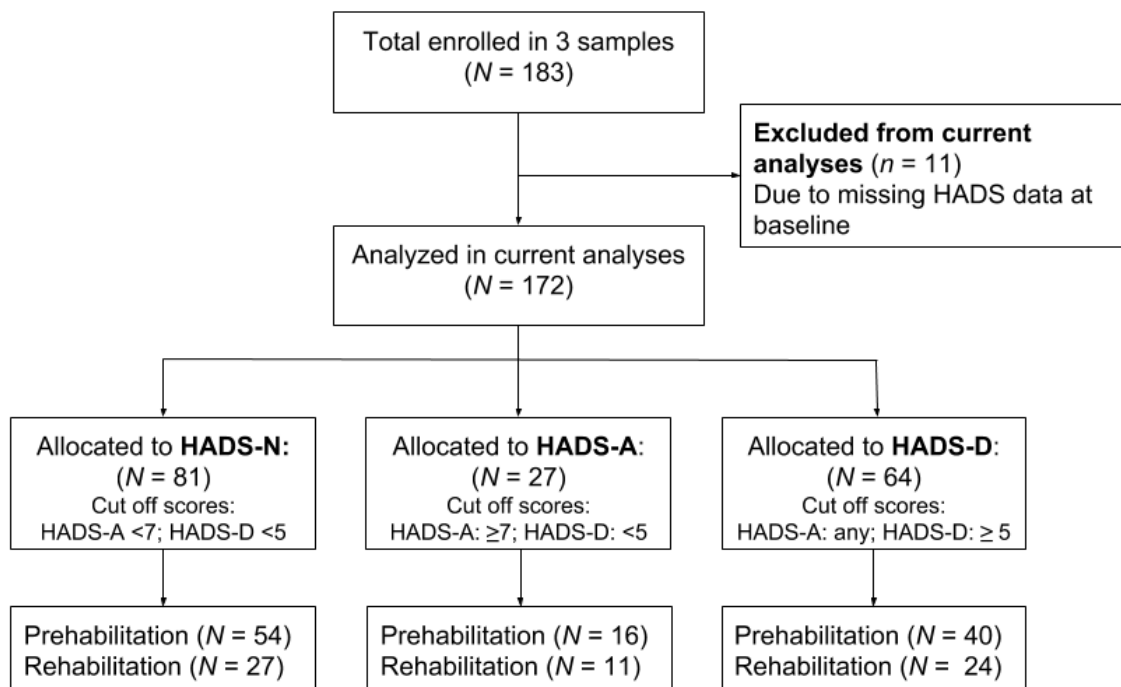 Total enrolled in 3 samples
(N = 183)
Excluded from current
analyses (n = 11)
Due to missing HADS data at
baseline
Analyzed in current analyses
(N = 172)
Allocated to HADS-N:
(N = 81)
Cut off scores:
HADS-A <7; HADS-D <5
Allocated to HADS-A:
(N = 27)
Cut off scores:
HADS-A: ≥7; HADS-D: <5
Allocated to HADS-D:
(N = 64)
Cut off scores:
HADS-A: any; HADS-D: ≥ 5
Prehabilitation (N = 54)
Rehabilitation (N = 27)
Prehabilitation (N = 16)
Rehabilitation (N = 11)
Prehabilitation (N = 40)
Rehabilitation (N = 24)